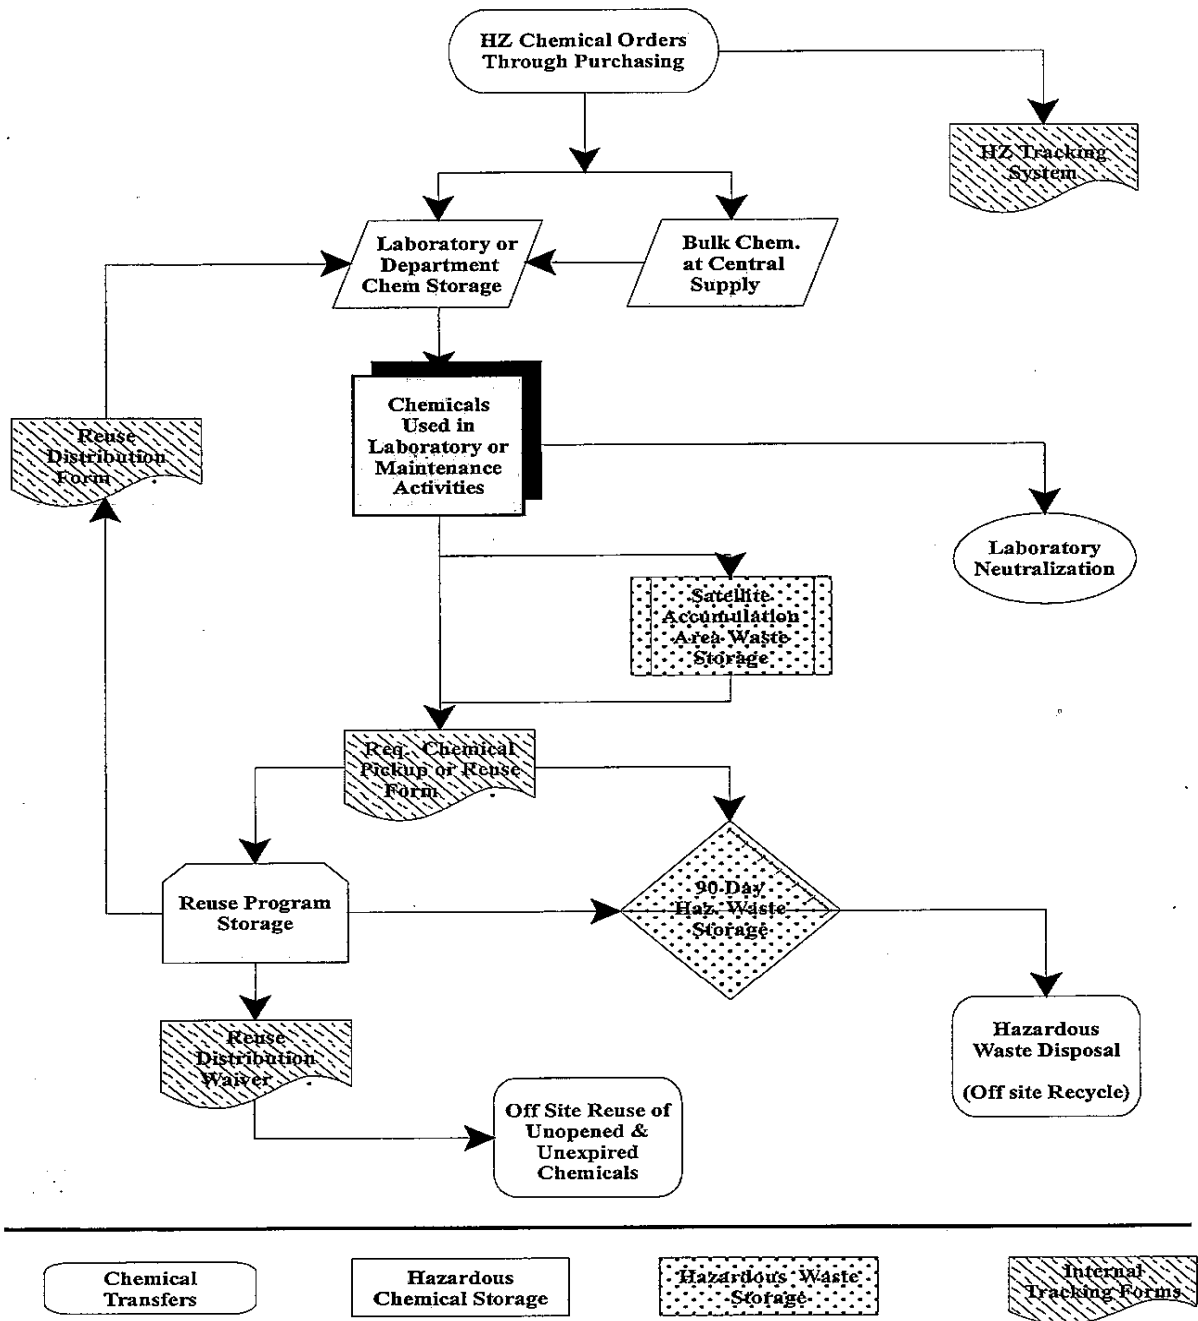 HZ Chemical Orders
Through Purchasing
HZ Tracking
System
Laboratory or
Department
Chem Storage
Bulk Chem.
at Central
Supply
Chemicals
Used in
Laboratory or
Maintenance
Activities
Reuse
Distribution
Form
Laboratory
Neutralization
Satellite
Accumulation
Area Waste
Storage
Req. Chemical
Pickup or Reuse
Form
Reuse Program
Storage
90-Day
Haz. Waste
Storage
Reuse
Distribution
Waiver
Hazardous
Waste Disposal
(Off site Recycle)
Off Site Reuse of
Unopened &
Unexpired
Chemicals
Chemical
Transfers
Hazardous
Chemical Storage
Hazardous Waste
Storage
Internal
Tracking Forms